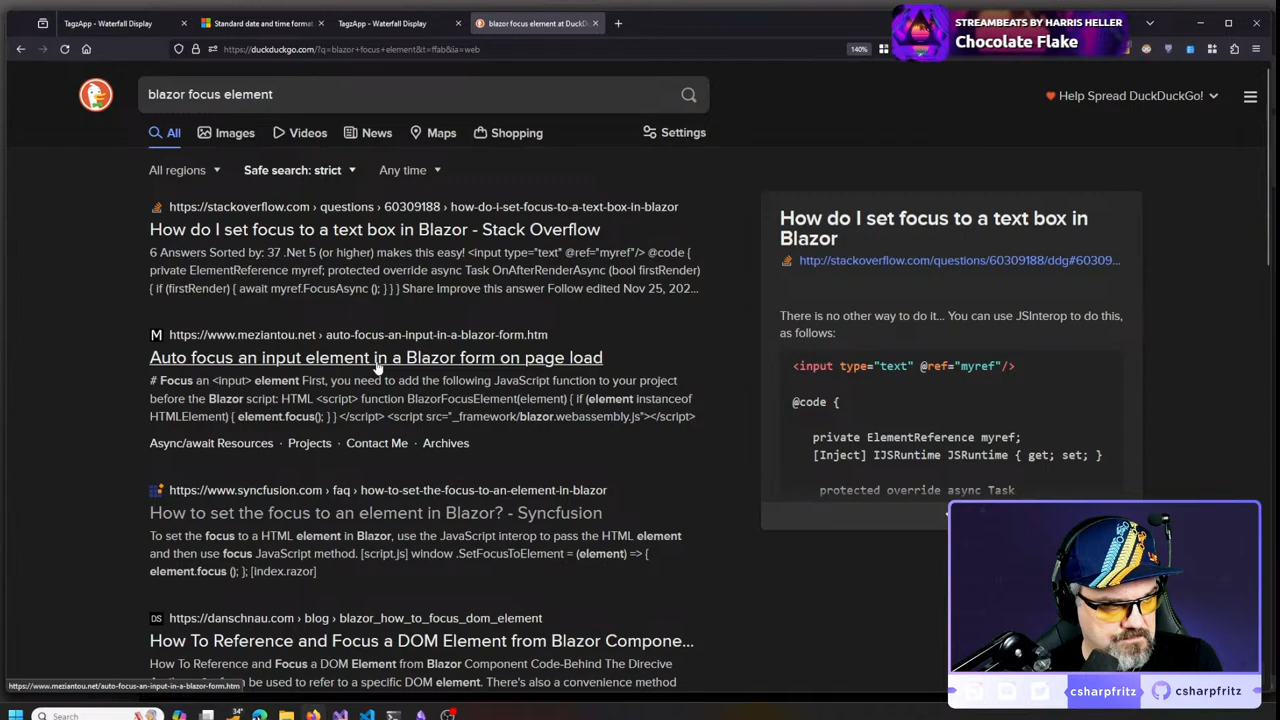 TagzApp - Waterfall Display
Standard date and time format
TagzApp - Waterfall Display
blazor focus element at DuckD
STREAMBEATS BY HARRIS HELLER
Chocolate Flake
https://duckduckgo.com/?q=blazor+focus+element&t=ffab&ia=web
140%
blazor focus element
Help Spread DuckDuckGo!
All
Images
Videos
News
Maps
Shopping
Settings
All regions
Safe search: strict
Any time
https://stackoverflow.com › questions › 60309188 › how-do-i-set-focus-to-a-text-box-in-blazor
How do I set focus to a text box in Blazor - Stack Overflow
6 Answers Sorted by: 37 .Net 5 (or higher) makes this easy! <input type="text" @ref="myref"/> @code {
private ElementReference myref; protected override async Task OnAfterRenderAsync (bool firstRender)
{ if (firstRender) { await myref.FocusAsync (); } } } Share Improve this answer Follow edited Nov 25, 202...
M https://www.meziantou.net › auto-focus-an-input-in-a-blazor-form.htm
Auto focus an input element in a Blazor form on page load
# Focus an <input> element First, you need to add the following JavaScript function to your project
before the Blazor script: HTML <script> function BlazorFocusElement(element) { if (element instanceof
HTMLElement) { element.focus(); } } </script> <script src="_framework/blazor.webassembly.js"></script>
Async/await Resources · Projects · Contact Me · Archives
https://www.syncfusion.com › faq › how-to-set-the-focus-to-an-element-in-blazor
How to set the focus to an element in Blazor? - Syncfusion
To set the focus to a HTML element in Blazor, use the JavaScript interop to pass the HTML element
and then use focus JavaScript method. [script.js] window .SetFocusToElement = (element) => {
element.focus (); }; [index.razor]
DS https://danschnau.com › blog › blazor_how_to_focus_dom_element
How To Reference and Focus a DOM Element from Blazor Compone...
How To Reference and Focus a DOM Element from Blazor Component Code-Behind The Direcive
be used to refer to a specific DOM element. There's also a convenience method
How do I set focus to a text box in
Blazor
http://stackoverflow.com/questions/60309188/ddg#60309...
There is no other way to do it... You can use JSInterop to do this,
as follows:
<input type="text" @ref="myref"/>
@code {
private ElementReference myref;
[Inject] IJSRuntime JSRuntime { get; set; }
protected override async Task
https://www.meziantou.net/auto-focus-an-input-in-a-blazor-form.htm
csharpfritz
csharpfritz
Search
34°